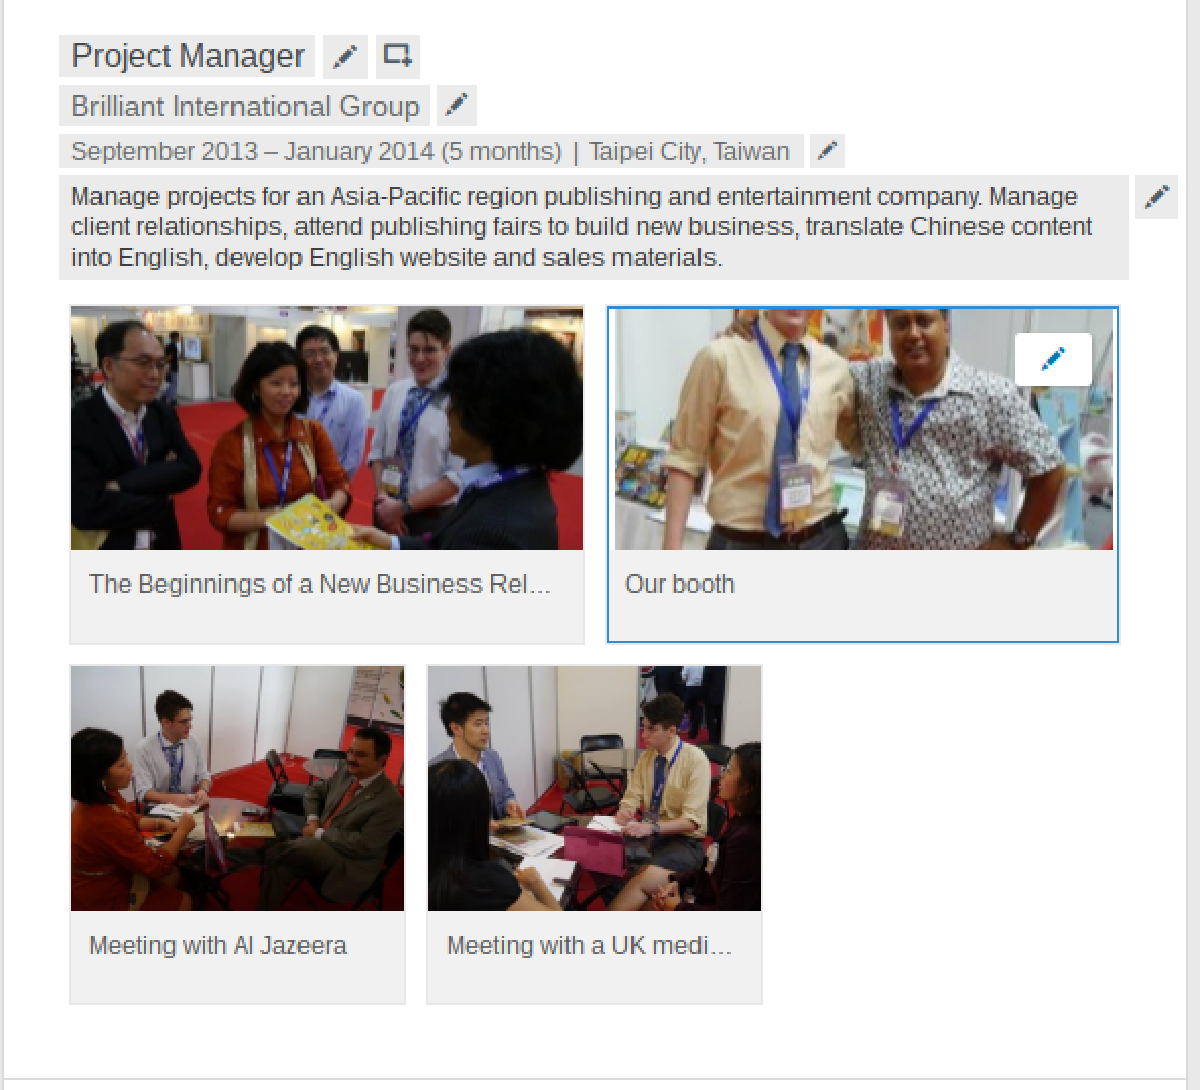 Project Manager
Brilliant International Group
September 2013 – January 2014 (5 months) | Taipei City, Taiwan
Manage projects for an Asia-Pacific region publishing and entertainment company. Manage
client relationships, attend publishing fairs to build new business, translate Chinese content
into English, develop English website and sales materials.
The Beginnings of a New Business Rel...
Our booth
Meeting with Al Jazeera
Meeting with a UK medi...